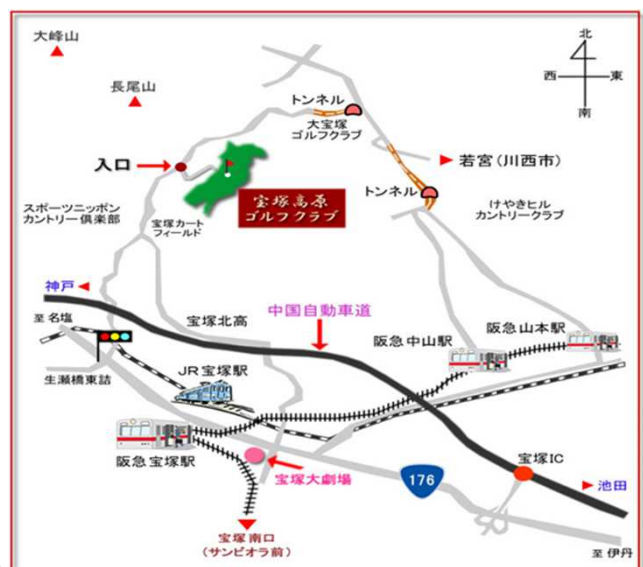 大峰山
北
西
東
南
長尾山
トンネル
大宝塚
ゴルフクラブ
入口
若宮(川西市)
トンネル
宝塚高原
ゴルフクラブ
けやきヒル
カントリークラブ
スポーツニッポン
カントリー倶楽部
宝塚カート
フィールド
神戸
至 名塩
宝塚北高
中国自動車道
阪急 中山駅
阪急 山本駅
生瀬橋東詰
JR 宝塚駅
阪急 宝塚駅
宝塚大劇場
176
宝塚IC
池田
宝塚 南口
(サンビオラ前)
至 伊丹